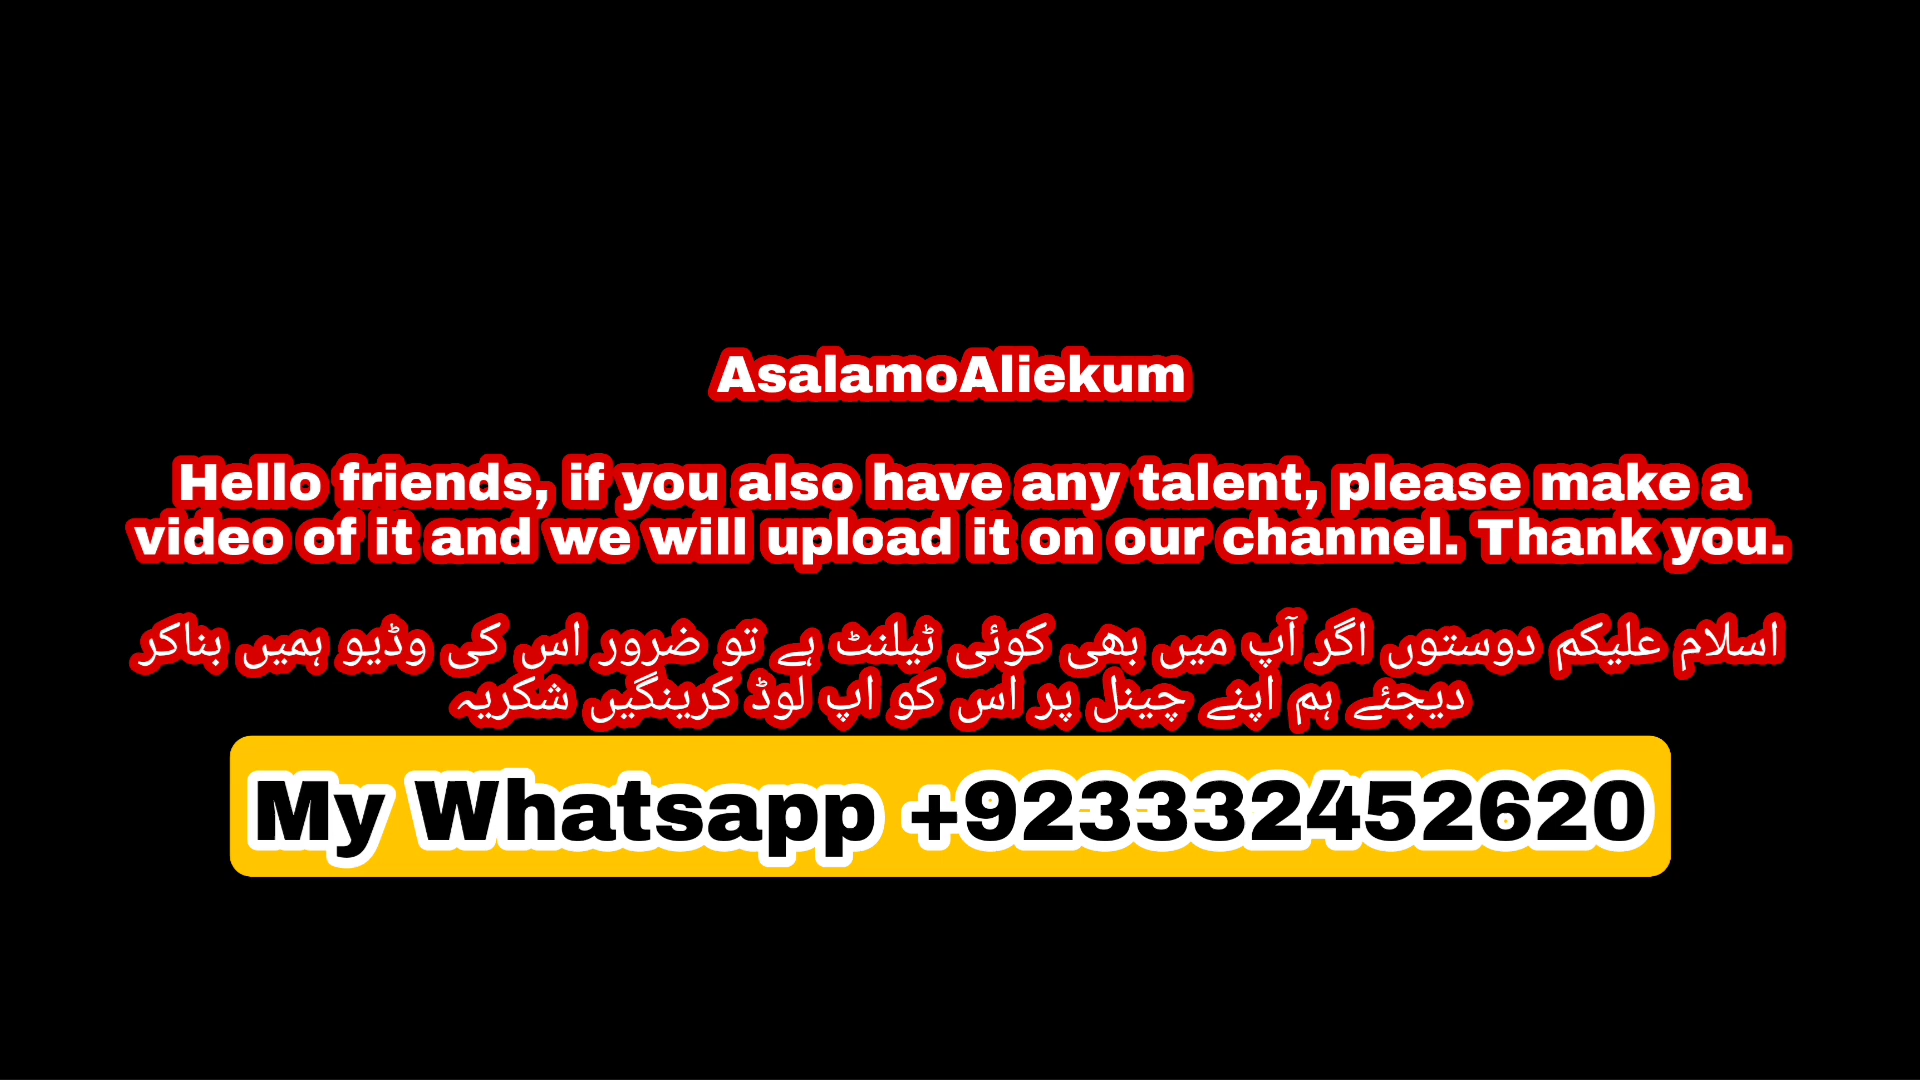 AsalamoAliekum
Hello friends, if you also have any talent, please make a
video of it and we will upload it on our channel. Thank you.
اسلام علیکم دوستوں اگر آپ میں بھی کوئی ٹیلنٹ ہے تو ضرور اس کی وڈیو ہمیں بناکر
دیجئے ہم اپنے چینل پر اس کو اپ لوڈ کرینگیں شکریہ
My Whatsapp +923332452620